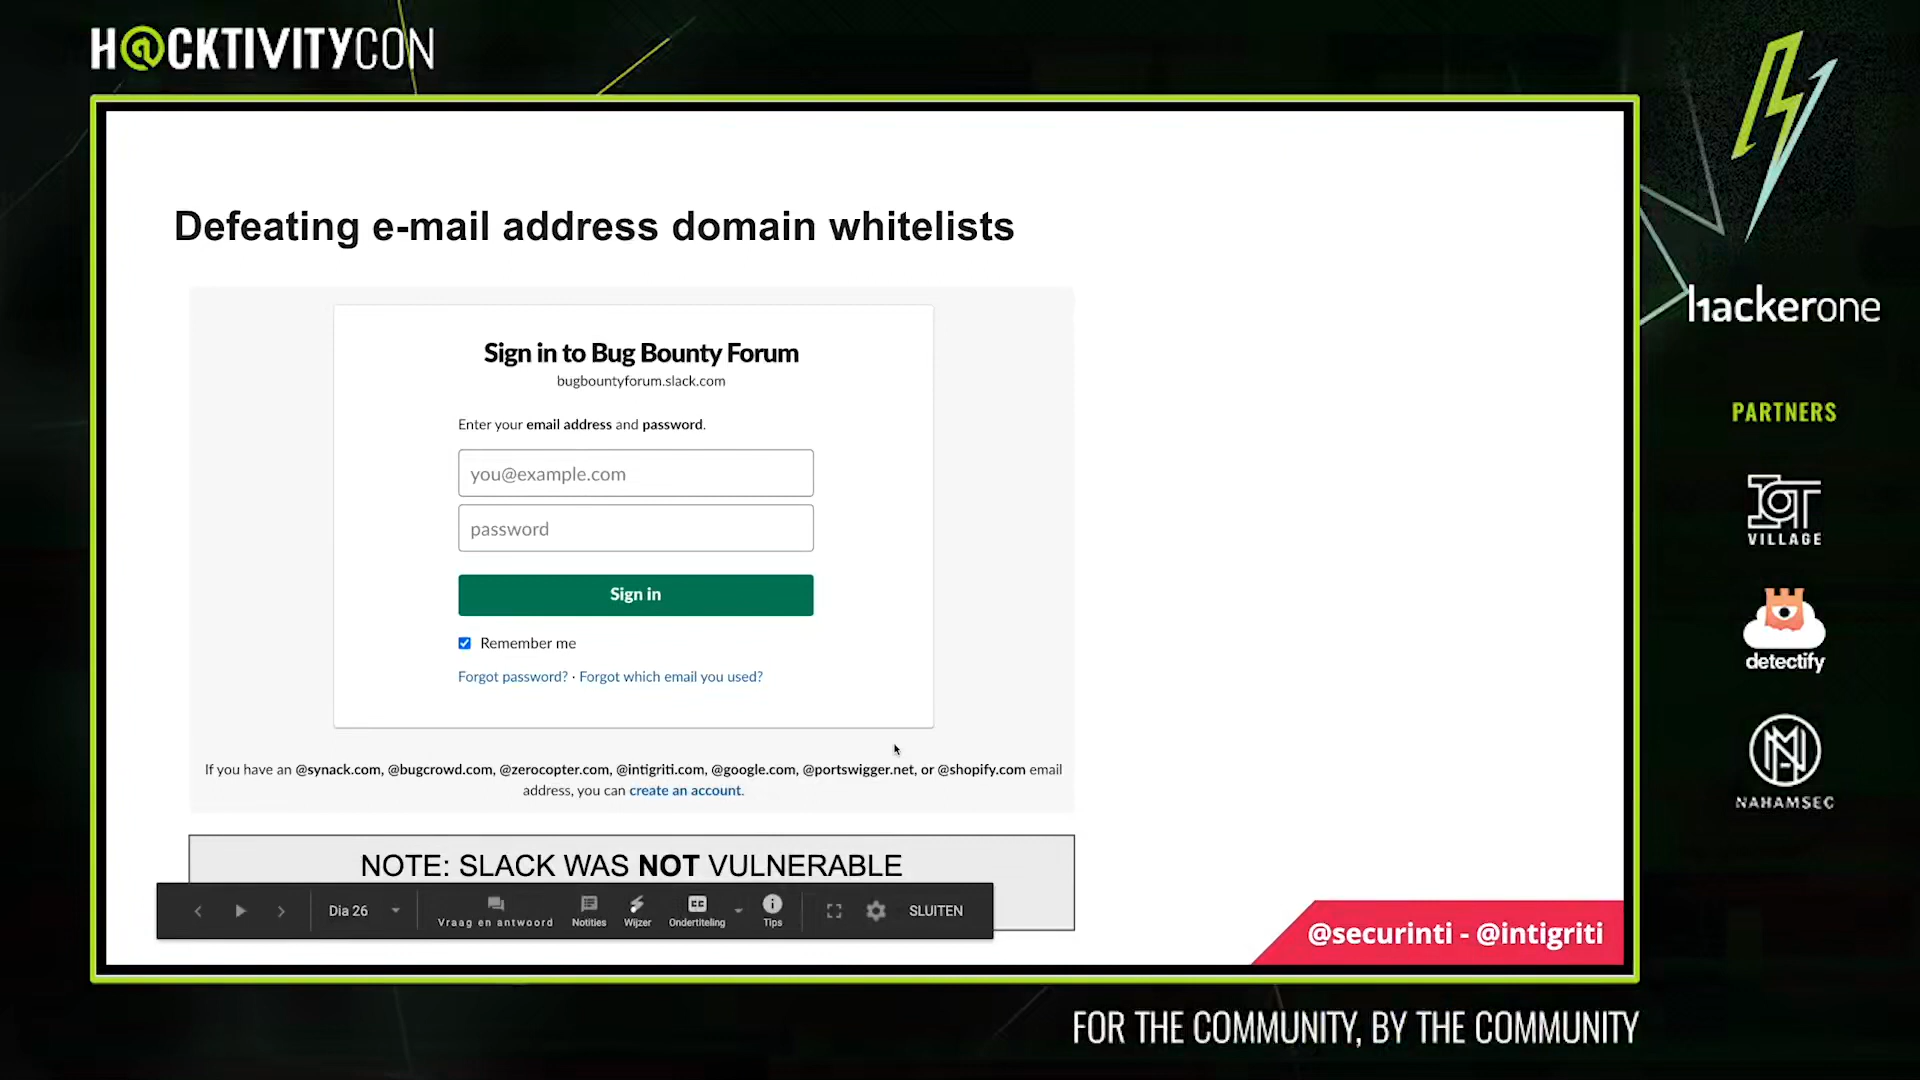 H@CKTIVITYCON
hackerone
PARTNERS
IOT
VILLAGE
detectify
NAHAMSEC
Defeating e-mail address domain whitelists
Sign in to Bug Bounty Forum
bugbountyforum.slack.com
Enter your email address and password.
you@example.com
password
Sign in
Remember me
Forgot password? · Forgot which email you used?
If you have an @synack.com, @bugcrowd.com, @zerocopter.com, @intigriti.com, @google.com, @portswigger.net, or @shopify.com email
address, you can create an account.
NOTE: SLACK WAS NOT VULNERABLE
Dia 26
Vraag en antwoord
Notities
Wijzer
CC
Ondertiteling
Tips
SLUITEN
@securinti - @intigriti
FOR THE COMMUNITY, BY THE COMMUNITY